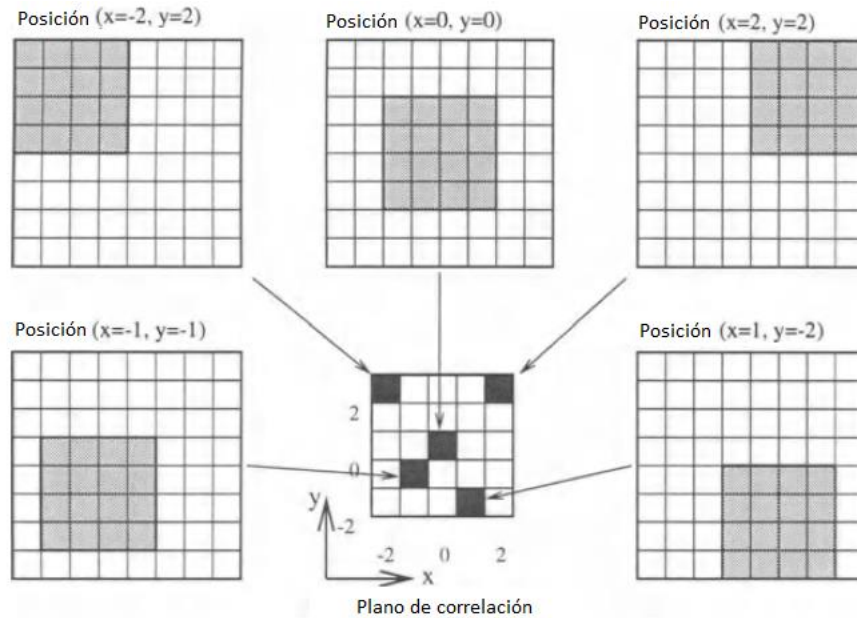 Posición (x=-2, y=2)
Posición (x=0, y=0)
Posición (x=2, y=2)
Posición (x=-1, y=-1)
Posición (x=1, y=-2)
2
0
y
-2
-2 0 2
x
Plano de correlación